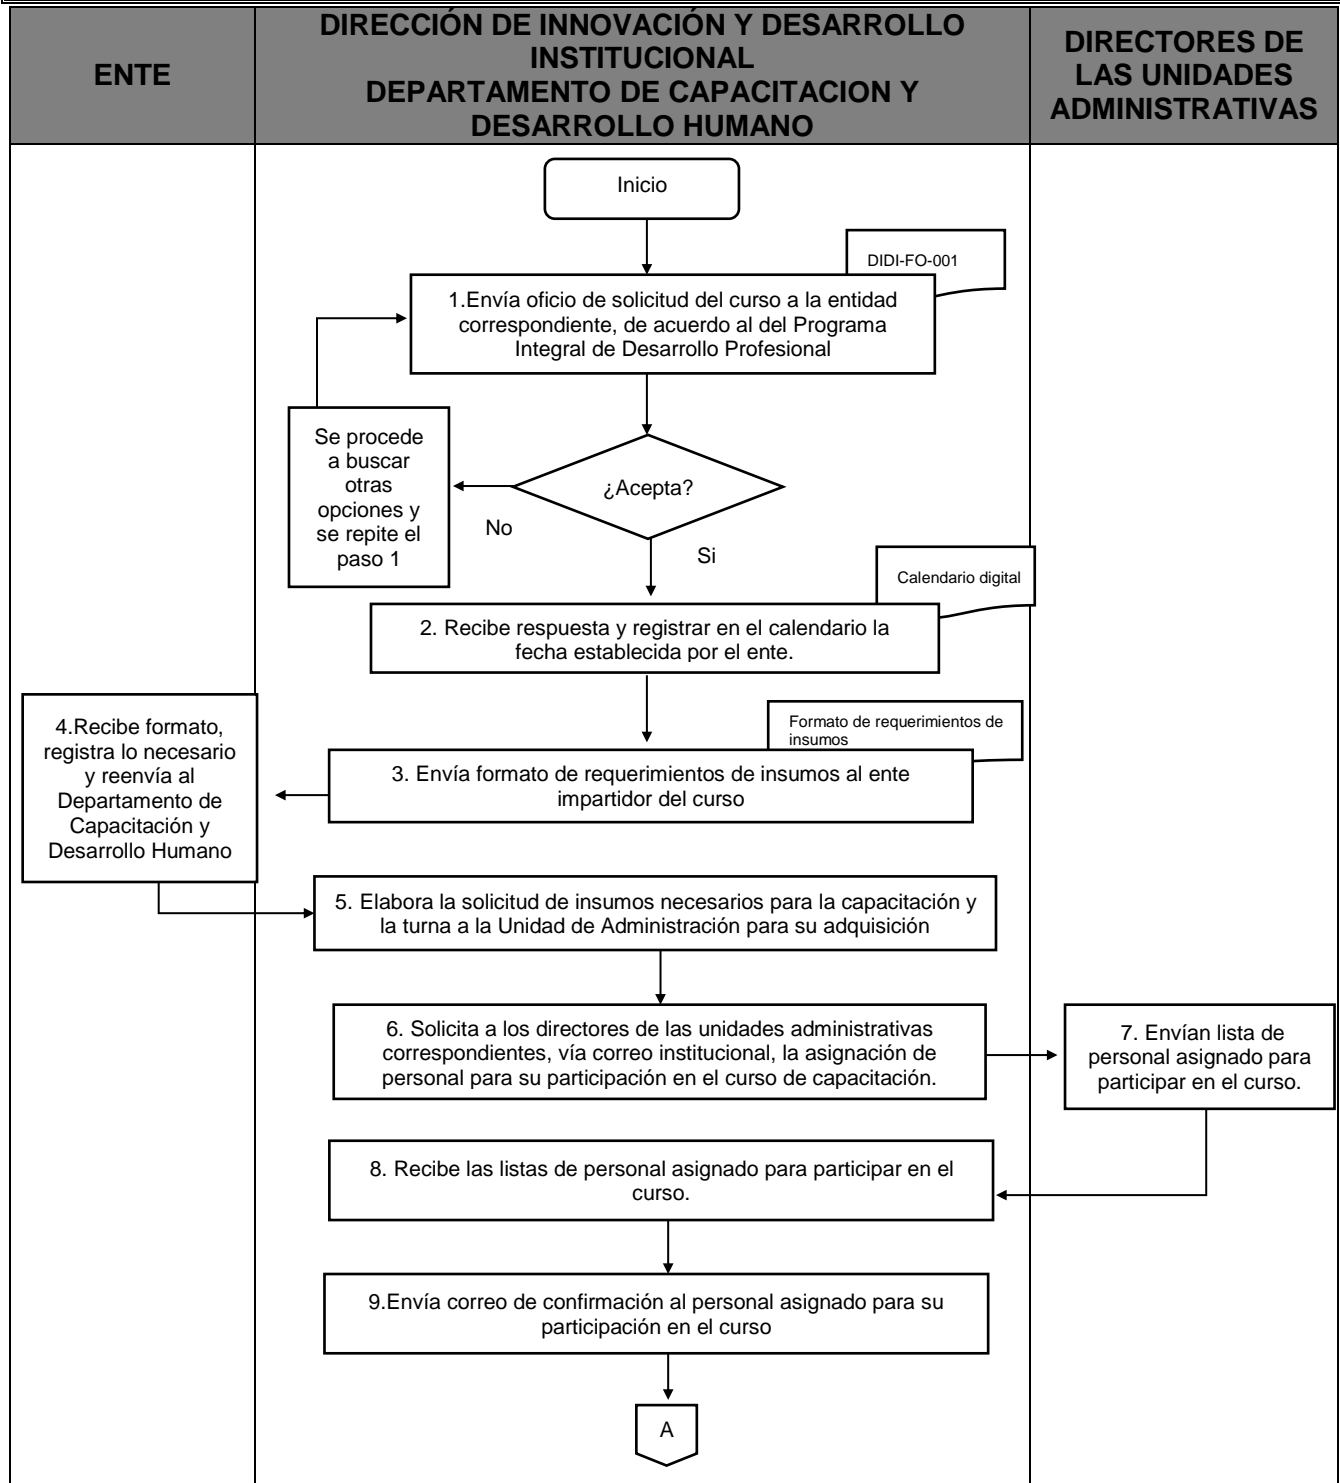 ENTE
DIRECCIÓN DE INNOVACIÓN Y DESARROLLO
INSTITUCIONAL
DEPARTAMENTO DE CAPACITACION Y
DESARROLLO HUMANO
DIRECTORES DE
LAS UNIDADES
ADMINISTRATIVAS
Inicio
DIDI-FO-001
1.Envía oficio de solicitud del curso a la entidad
correspondiente, de acuerdo al del Programa
Integral de Desarrollo Profesional
Se procede
a buscar
otras
opciones y
se repite el
paso 1
¿Acepta?
No
Si
Calendario digital
2. Recibe respuesta y registrar en el calendario la
fecha establecida por el ente.
Formato de requerimientos de
insumos
3. Envía formato de requerimientos de insumos al ente
impartidor del curso
4.Recibe formato,
registra lo necesario
y reenvía al
Departamento de
Capacitación y
Desarrollo Humano
5. Elabora la solicitud de insumos necesarios para la capacitación y
la turna a la Unidad de Administración para su adquisición
6. Solicita a los directores de las unidades administrativas
correspondientes, vía correo institucional, la asignación de
personal para su participación en el curso de capacitación.
7. Envían lista de
personal asignado para
participar en el curso.
8. Recibe las listas de personal asignado para participar en el
curso.
9.Envía correo de confirmación al personal asignado para su
participación en el curso
A